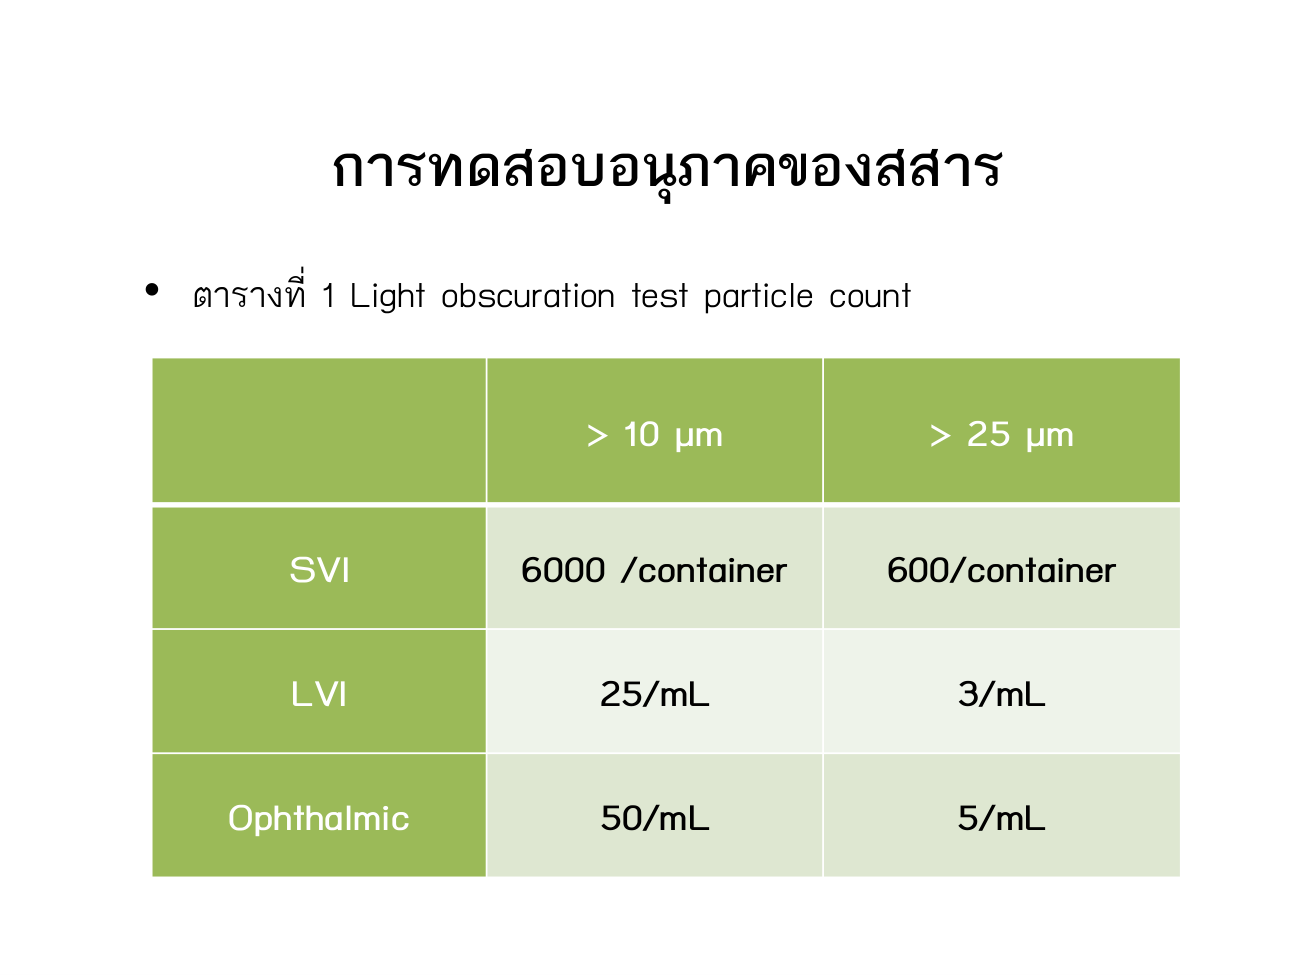 การทดสอบอนุภาคของสสาร
• ตารางที่ 1 Light obscuration test particle count
> 10 µm > 25 µm
SVI 6000 /container 600/container
LVI 25/mL 3/mL
Ophthalmic 50/mL 5/mL